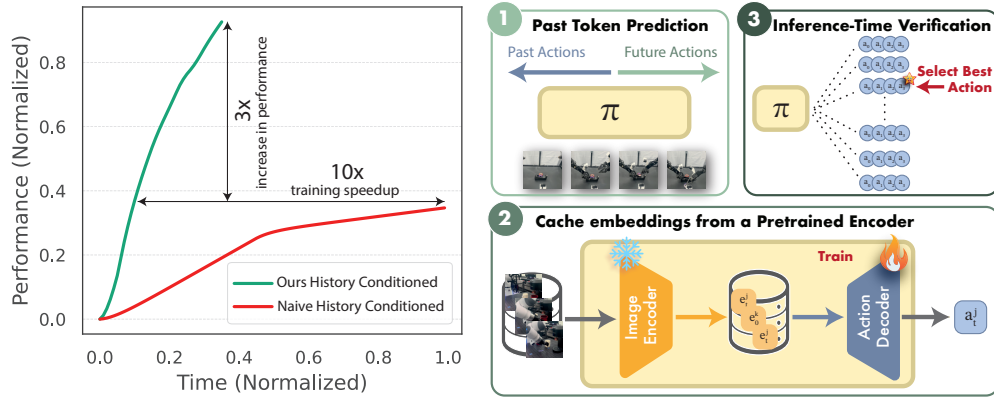 Performance (Normalized)
0.8
0.6
0.4
0.2
0.0
0.0 0.2 0.4 0.6 0.8 1.0
Time (Normalized)
3x
increase in performance
10x
training speedup
Ours History Conditioned
Naive History Conditioned
1 Past Token Prediction
Past Actions Future Actions
π
3 Inference-Time Verification
π
Select Best
Action
2 Cache embeddings from a Pretrained Encoder
Train
Image
Encoder
Action
Decoder